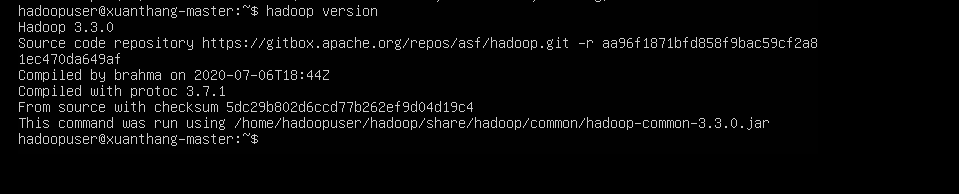 hadoopuser@xuanthang-master:~$ hadoop version
Hadoop 3.3.0
Source code repository https://gitbox.apache.org/repos/asf/hadoop.git -r aa96f1871bfd858f9bac59cf2a8
1ec470da649af
Compiled by brahma on 2020-07-06T18:44Z
Compiled with protoc 3.7.1
From source with checksum 5dc29b802d6ccd77b262ef9d04d19c4
This command was run using /home/hadoopuser/hadoop/share/hadoop/common/hadoop-common-3.3.0.jar
hadoopuser@xuanthang-master:~$